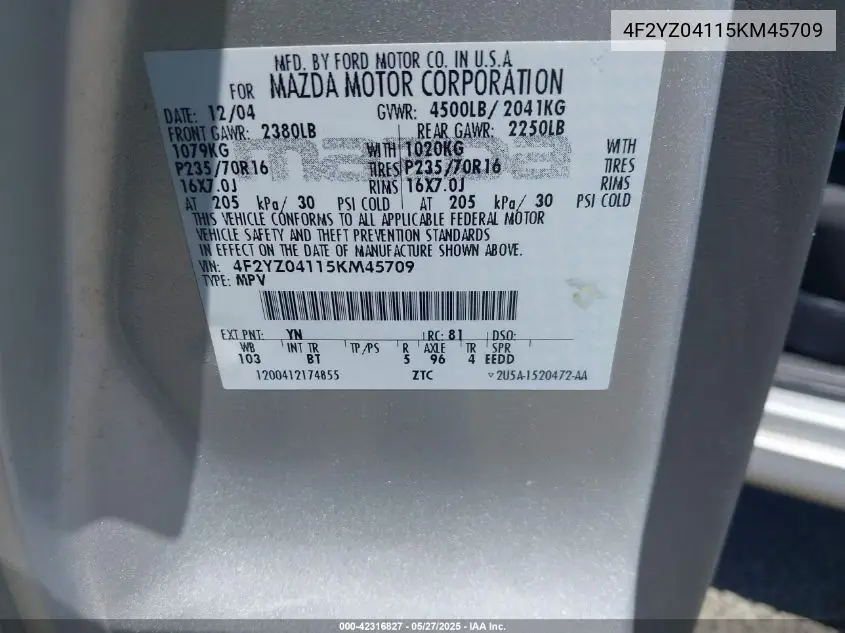 4F2YZ04115KM45709
MFD. BY FORD MOTOR CO. IN U.S.A
FOR MAZDA MOTOR CORPORATION
DATE: 12/04 GVWR: 4500LB/ 2041KG
FRONT GAWR: 2380LB REAR GAWR: 2250LB
1079KG WITH 1020KG WITH
P235/70R16 TIRES P235/70R16 TIRES
16X7.0J RIMS 16X7.0J RIMS
AT 205 kPa/ 30 PSI COLD AT 205 kPa/ 30 PSI COLD
THIS VEHICLE CONFORMS TO ALL APPLICABLE FEDERAL MOTOR
VEHICLE SAFETY AND THEFT PREVENTION STANDARDS
IN EFFECT ON THE DATE OF MANUFACTURE SHOWN ABOVE.
VIN: 4F2YZ04115KM45709
TYPE: MPV
EXT PNT: YN RC: 81 DSO:
WB INT TR TP/PS R AXLE TR SPR
103 BT 5 96 4 EEDD
1200412174855 ZTC 2U5A-1520472-AA
000-42316827 - 05/27/2025 - IAA Inc.